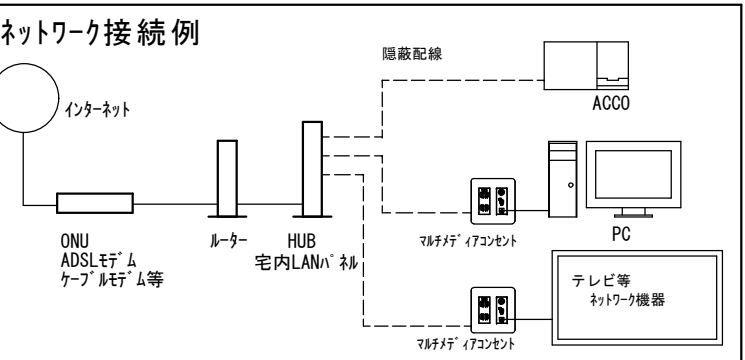 ネットワーク接続例
隠蔽配線
インターネット
ACCO
ONU
ADSLﾓﾃﾞﾑ
ｹｰﾌﾞﾙﾓﾃﾞﾑ等
ﾙｰﾀｰ
HUB
宅内LANﾊﾟﾈﾙ
ﾏﾙﾁﾒﾃﾞｨｱｺﾝｾﾝﾄ
PC
テレビ等
ﾈｯﾄﾜｰｸ機器
ﾏﾙﾁﾒﾃﾞｨｱｺﾝｾﾝﾄ